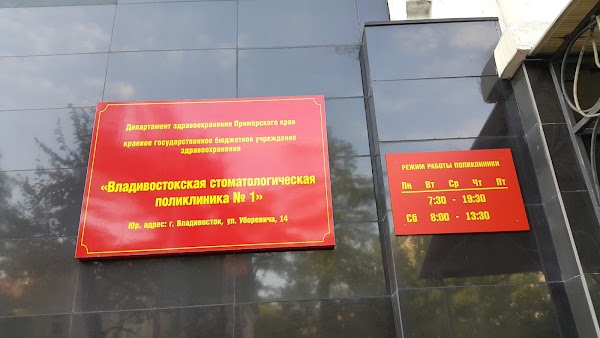 Департамент здравоохранения Приморского края
краевое государственное бюджетное учреждение
здравоохранения
«Владивостокская стоматологическая
поликлиника № 1»
Юр. адрес: г. Владивосток, ул. Уборевича, 14
РЕЖИМ РАБОТЫ ПОЛИКЛИНИКИ
Пн Вт Ср Чт Пт
7:30 - 19:30
Сб 8:00 - 13:30